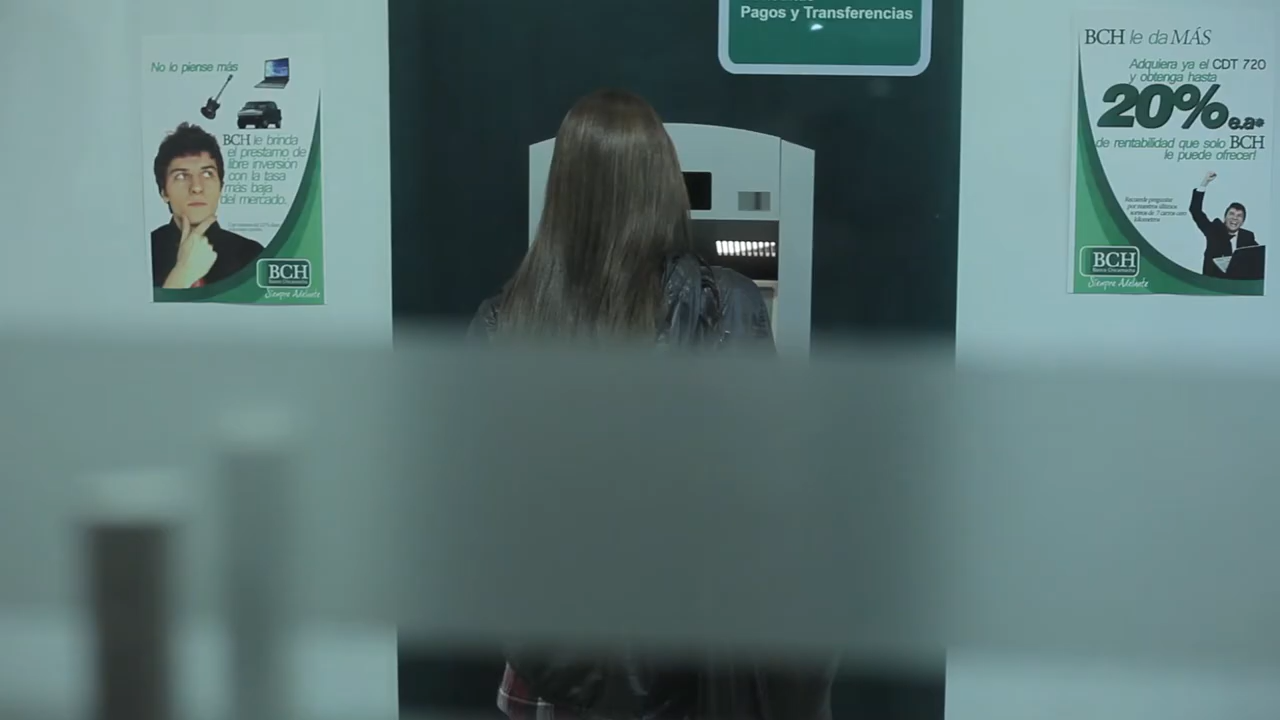 Pagos y Transferencias
No lo piense más
BCH le brinda
el prestamo de
libre inversión
con la tasa
más baja
del mercado.
BCH
Siempre Adelante
BCH le da MÁS
Adquiera ya el CDT 720
y obtenga hasta
20% e.a*
de rentabilidad que solo BCH
le puede ofrecer!
BCH
Siempre Adelante